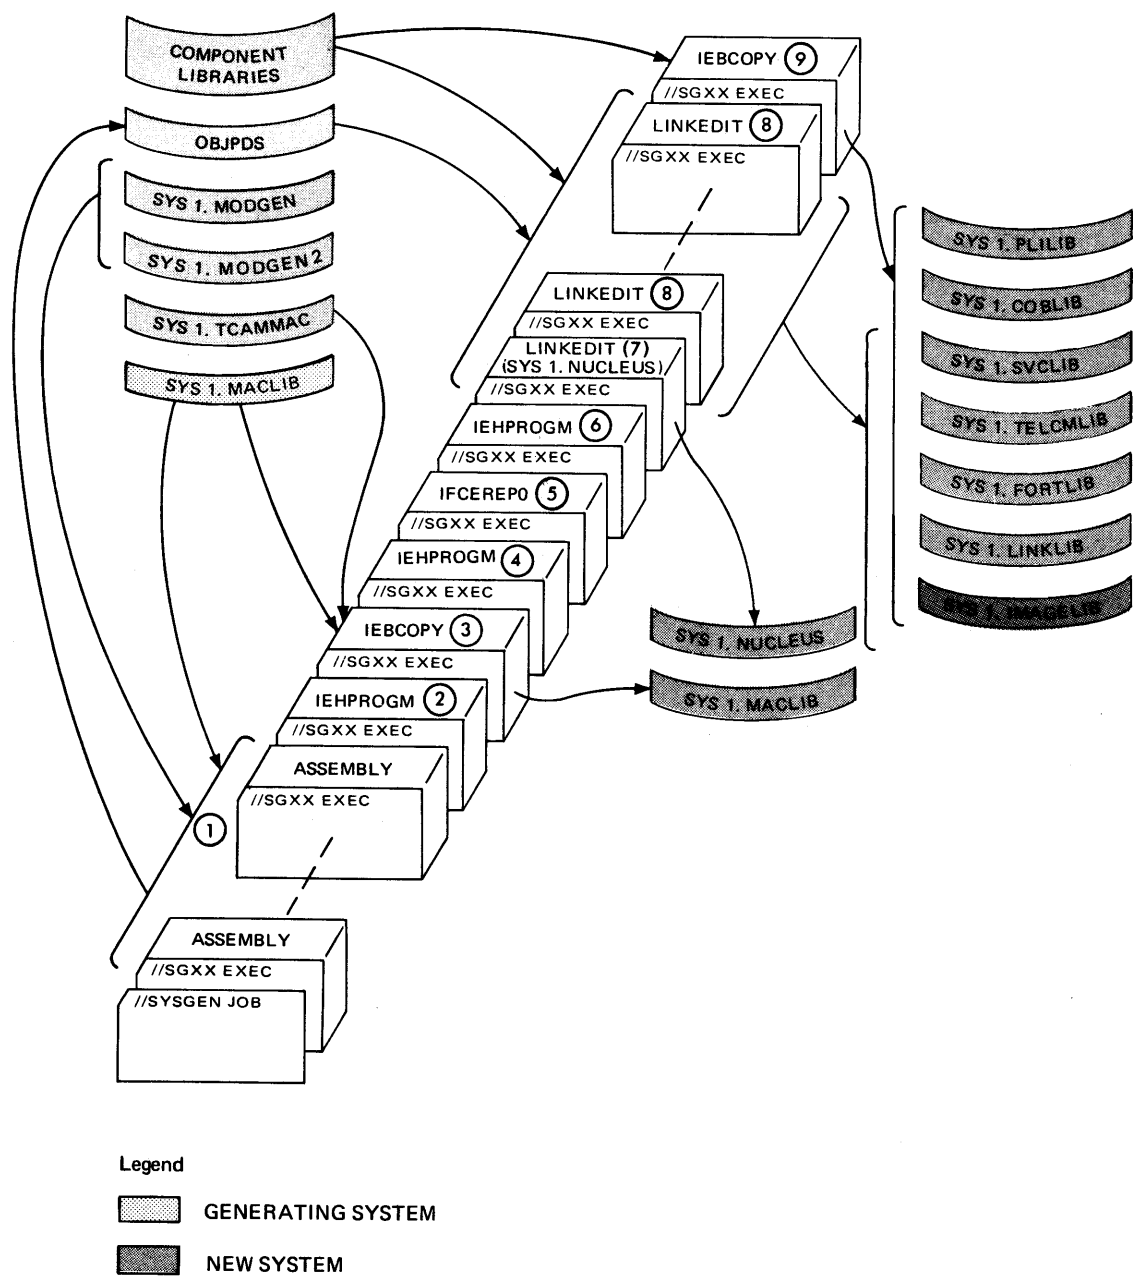 COMPONENT
LIBRARIES
OBJPDS
SYS 1. MODGEN
SYS 1. MODGEN 2
SYS 1. TCAMMAC
SYS 1. MACLIB
IEBCOPY 9
//SGXX EXEC
LINKEDIT 8
//SGXX EXEC
LINKEDIT 8
//SGXX EXEC
LINKEDIT (7)
(SYS 1. NUCLEUS)
//SGXX EXEC
IEHPROGM 6
//SGXX EXEC
IFCEREP0 5
//SGXX EXEC
IEHPROGM 4
//SGXX EXEC
IEBCOPY 3
//SGXX EXEC
IEHPROGM 2
//SGXX EXEC
ASSEMBLY
//SGXX EXEC
1
ASSEMBLY
//SGXX EXEC
//SYSGEN JOB
SYS 1. PLILIB
SYS 1. COBLIB
SYS 1. SVCLIB
SYS 1. TELCMLIB
SYS 1. FORTLIB
SYS 1. LINKLIB
SYS 1. IMAGELIB
SYS 1. NUCLEUS
SYS 1. MACLIB
Legend
GENERATING SYSTEM
NEW SYSTEM